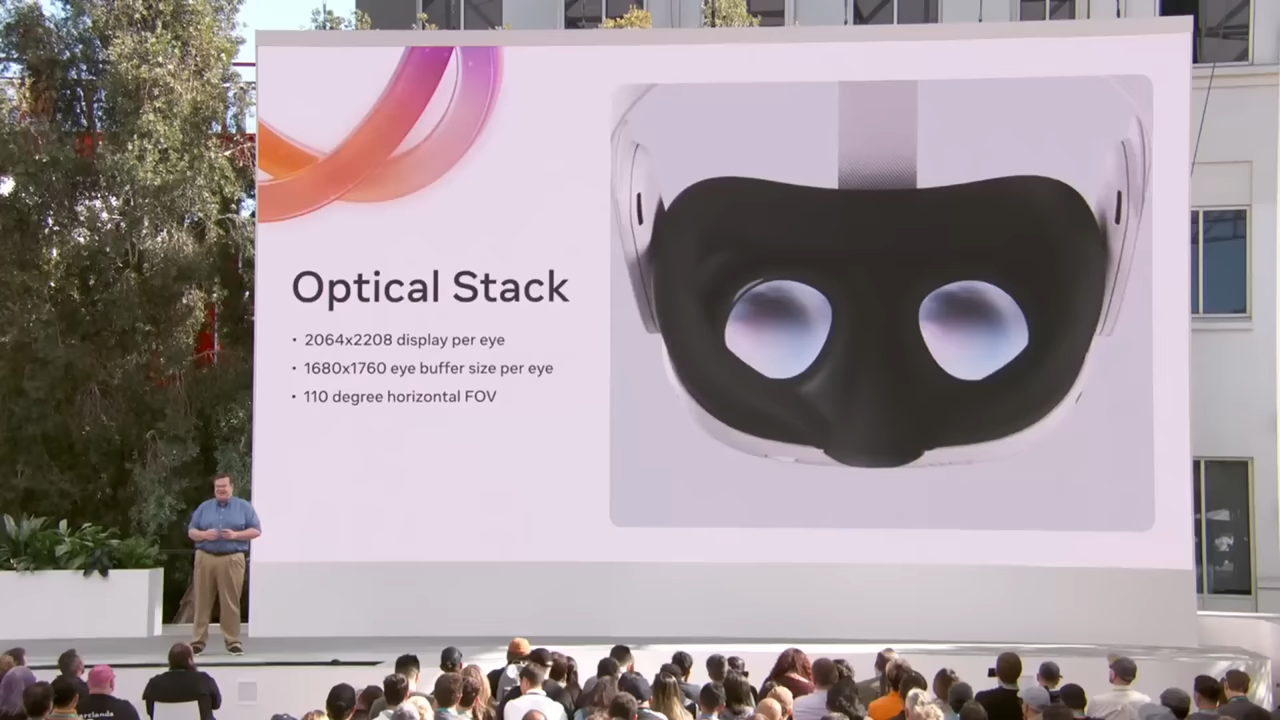 Optical Stack
• 2064x2208 display per eye
• 1680x1760 eye buffer size per eye
• 110 degree horizontal FOV